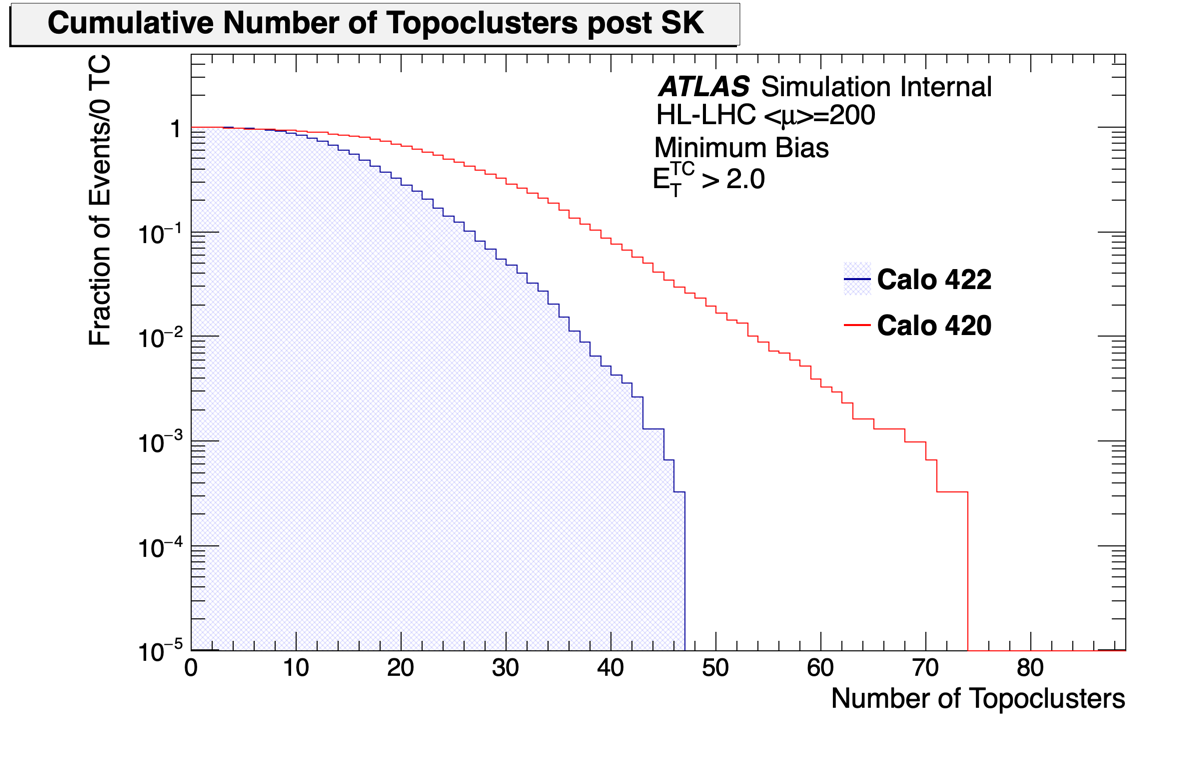 Cumulative Number of Topoclusters post SK
Fraction of Events/0 TC
ATLAS Simulation Internal
HL-LHC <μ>=200
Minimum Bias
E_T^TC > 2.0
Calo 422
Calo 420
1
10⁻¹
10⁻²
10⁻³
10⁻⁴
10⁻⁵
0 10 20 30 40 50 60 70 80
Number of Topoclusters